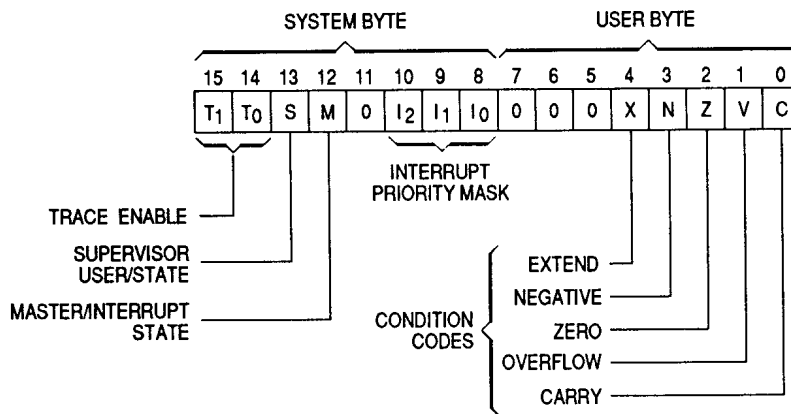 SYSTEM BYTE USER BYTE
15 14 13 12 11 10 9 8 7 6 5 4 3 2 1 0
T1 T0 S M 0 I2 I1 I0 0 0 0 X N Z V C
INTERRUPT
PRIORITY MASK
TRACE ENABLE
SUPERVISOR
USER/STATE
MASTER/INTERRUPT
STATE
CONDITION
CODES
EXTEND
NEGATIVE
ZERO
OVERFLOW
CARRY